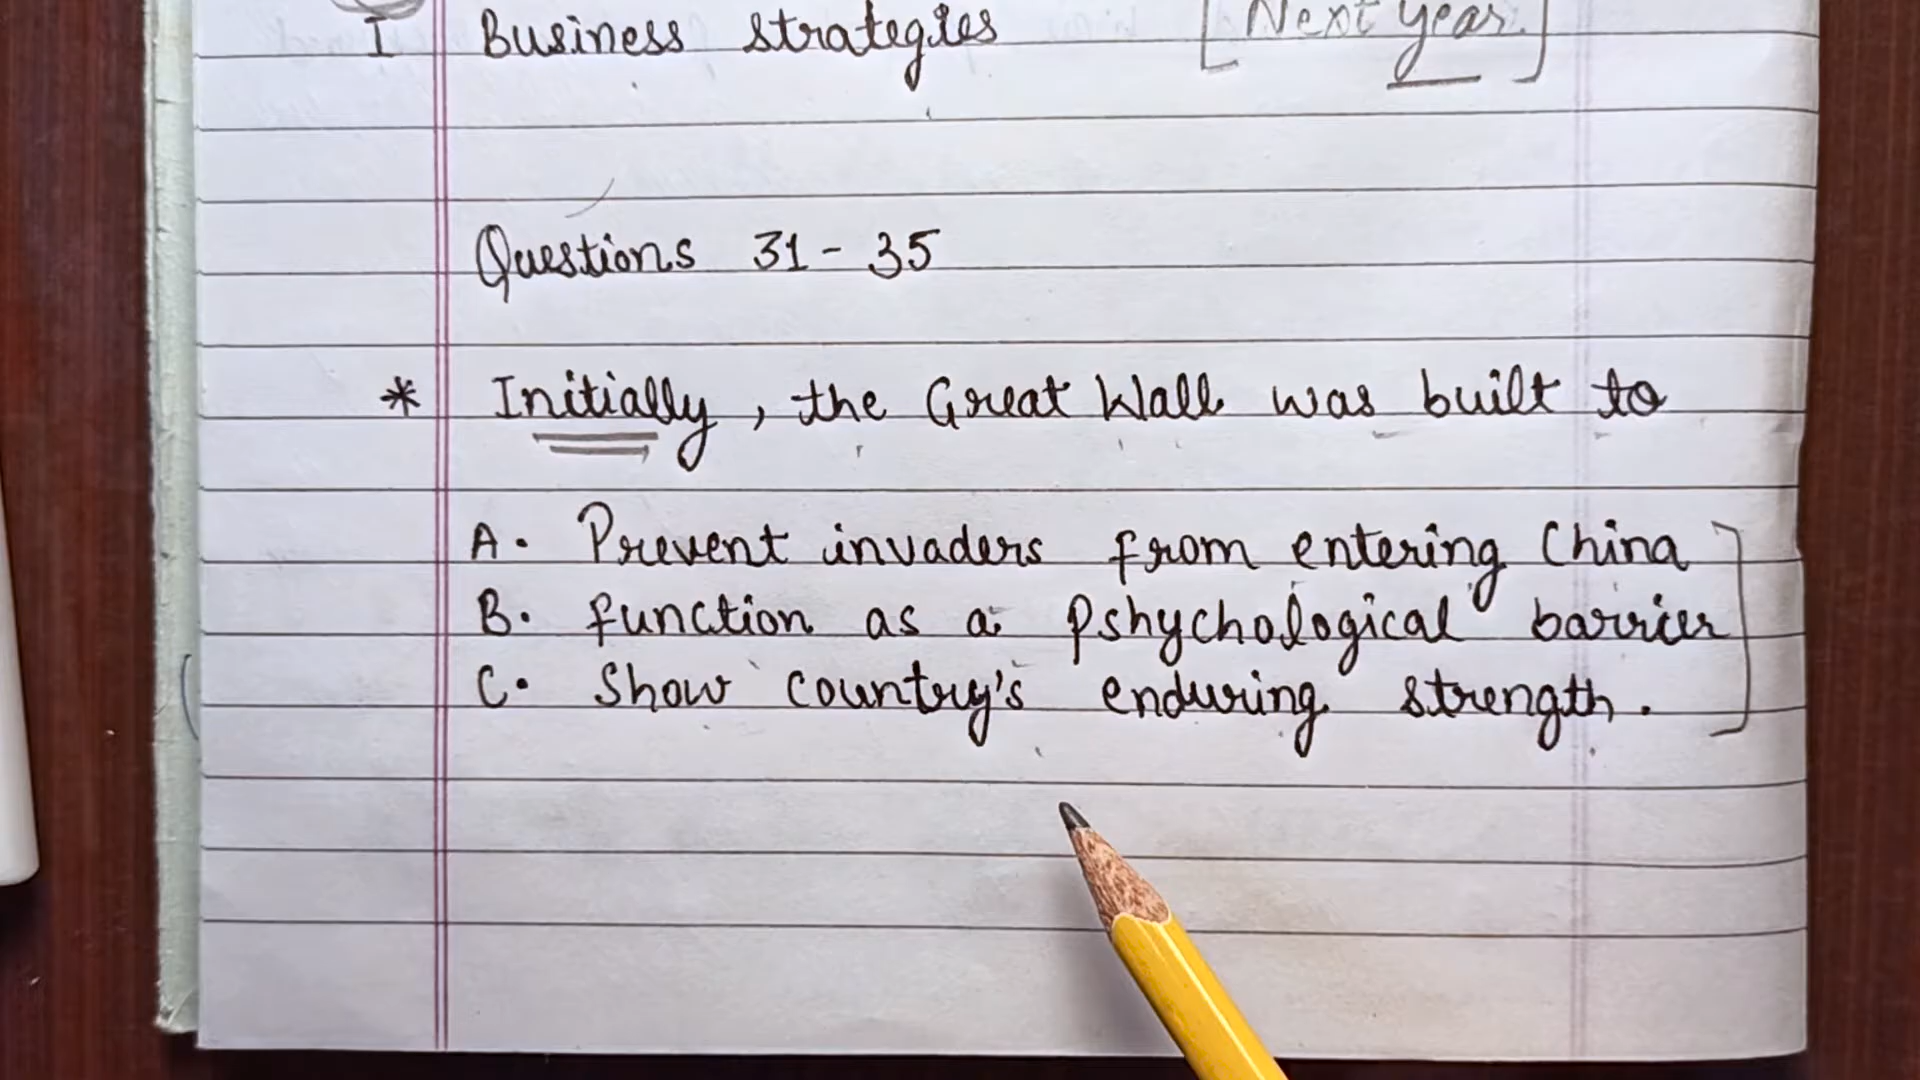 I Business strategies [Next year.]
Questions 31 - 35
* Initially, the Great Wall was built to
A. Prevent invaders from entering China
B. function as a pshychological barrier
C. Show country's enduring strength.